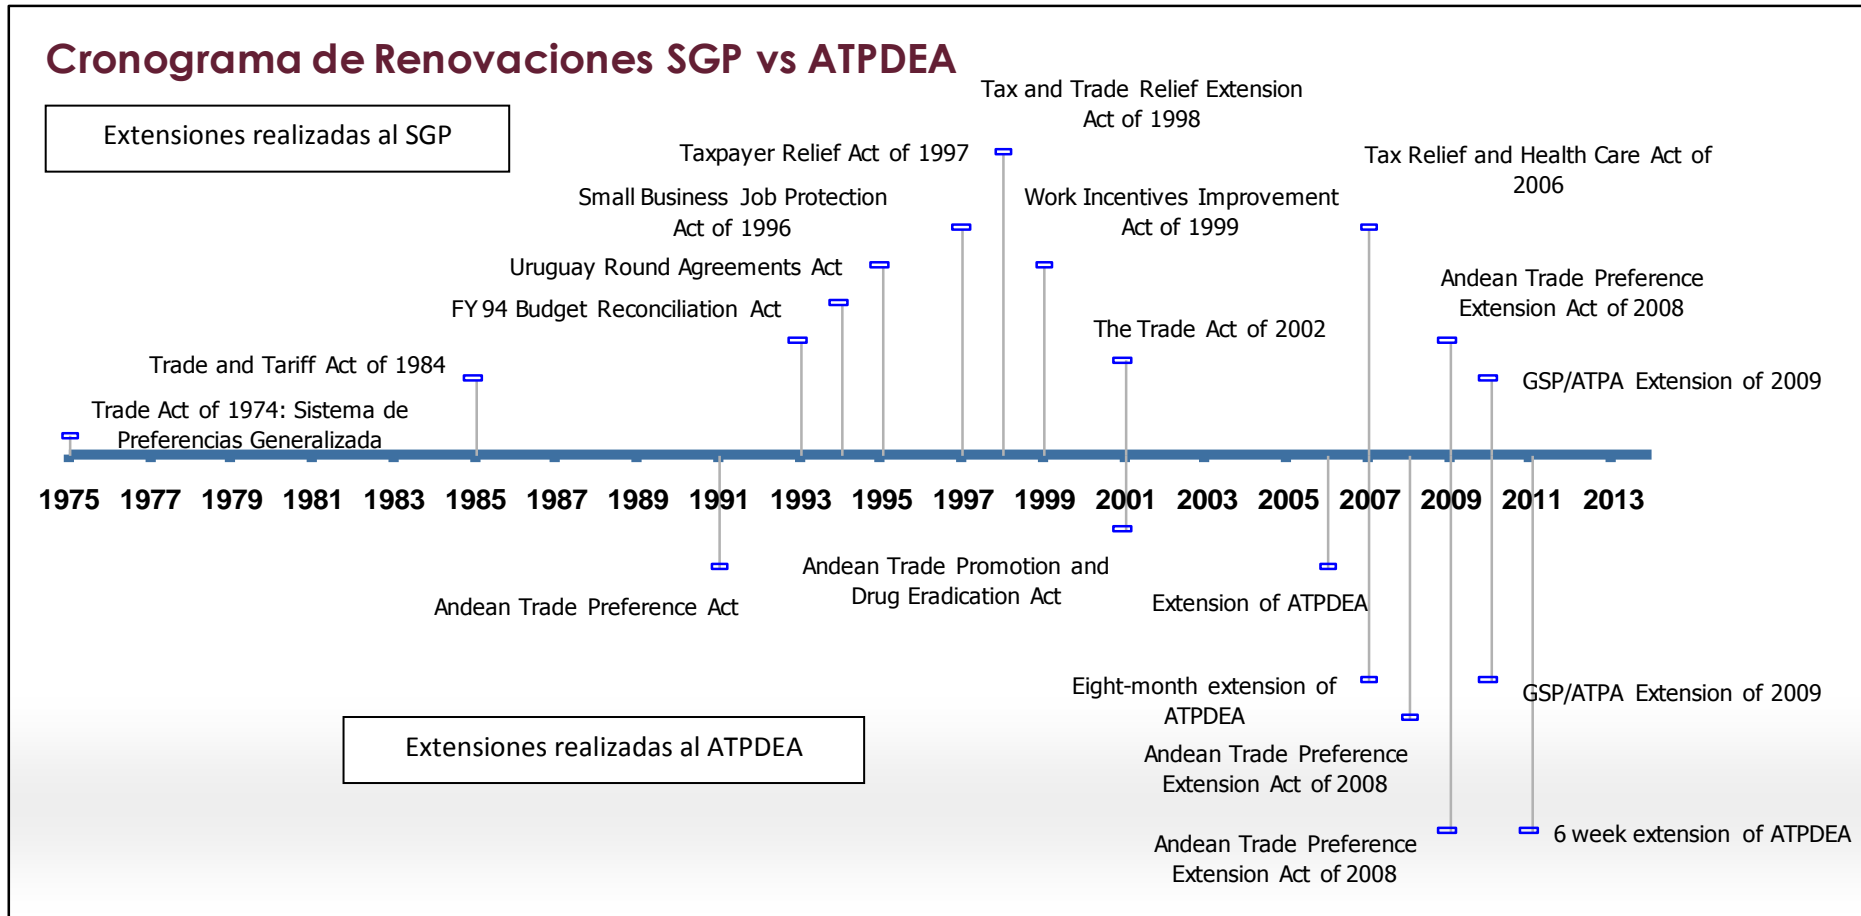 Cronograma de Renovaciones SGP vs ATPDEA
Extensiones realizadas al SGP
Tax and Trade Relief Extension
Act of 1998
Taxpayer Relief Act of 1997
Tax Relief and Health Care Act of
2006
Small Business Job Protection
Act of 1996
Work Incentives Improvement
Act of 1999
Uruguay Round Agreements Act
Andean Trade Preference
Extension Act of 2008
FY 94 Budget Reconciliation Act
The Trade Act of 2002
Trade and Tariff Act of 1984
GSP/ATPA Extension of 2009
Trade Act of 1974: Sistema de
Preferencias Generalizada
1975 1977 1979 1981 1983 1985 1987 1989 1991 1993 1995 1997 1999 2001 2003 2005 2007 2009 2011 2013
Andean Trade Preference Act
Andean Trade Promotion and
Drug Eradication Act
Extension of ATPDEA
Eight-month extension of
ATPDEA
GSP/ATPA Extension of 2009
Extensiones realizadas al ATPDEA
Andean Trade Preference
Extension Act of 2008
Andean Trade Preference
Extension Act of 2008
6 week extension of ATPDEA